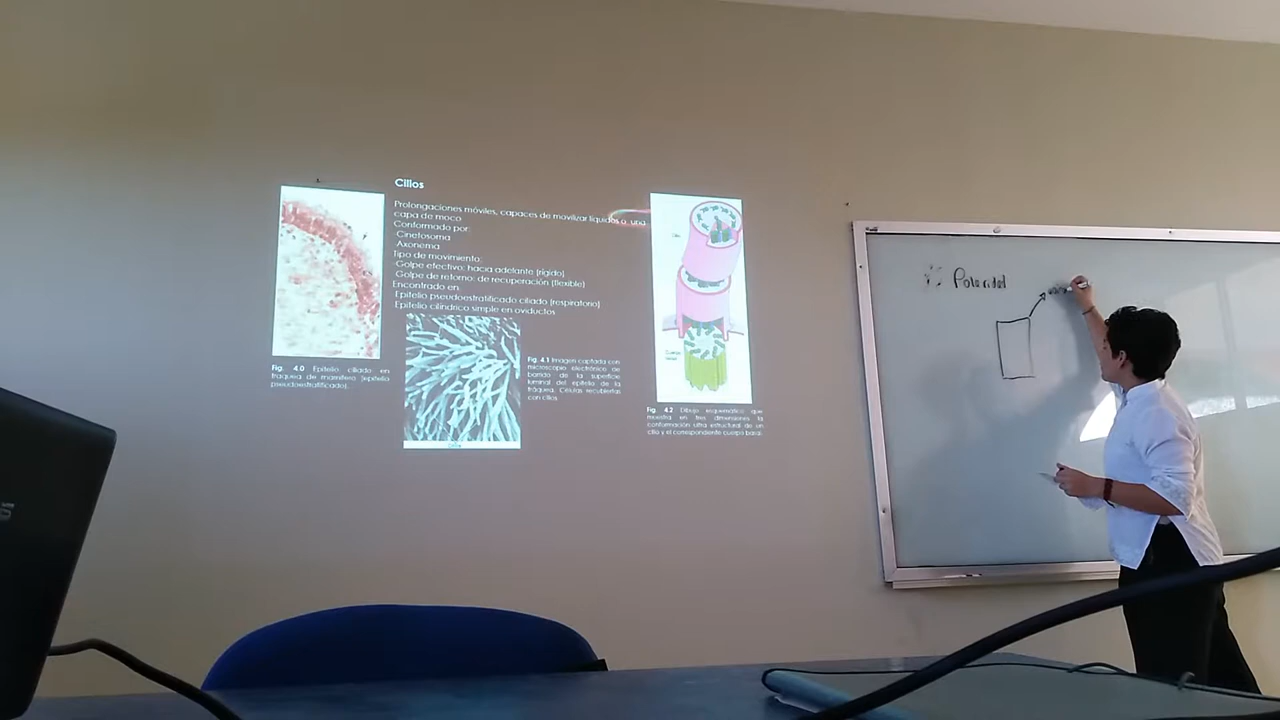 Cilios
Prolongaciones móviles, capaces de movilizar líquidos o una
capa de moco
Conformado por:
Cinetosoma
Axonema
Tipo de movimiento:
Golpe efectivo: hacia adelante (rígido)
Golpe de retorno: de recuperación (flexible)
Encontrado en
Epitelio pseudoestratificado ciliado (respiratorio)
Epitelio cilíndrico simple en oviductos
Fig. 4.0 Epitelio ciliado en
tráquea de mamífero (epitelio
pseudoestratificado).
Fig. 4.1 Imagen captada con
microscopio electrónico de
barrido de la superficie
luminal del epitelio de la
tráquea. Células recubiertas
con cilios
Fig. 4.2 Dibujo esquemático que
muestra en tres dimensiones la
conformación ultra estructural de un
cilio y el correspondiente cuerpo basal.
Polaridad